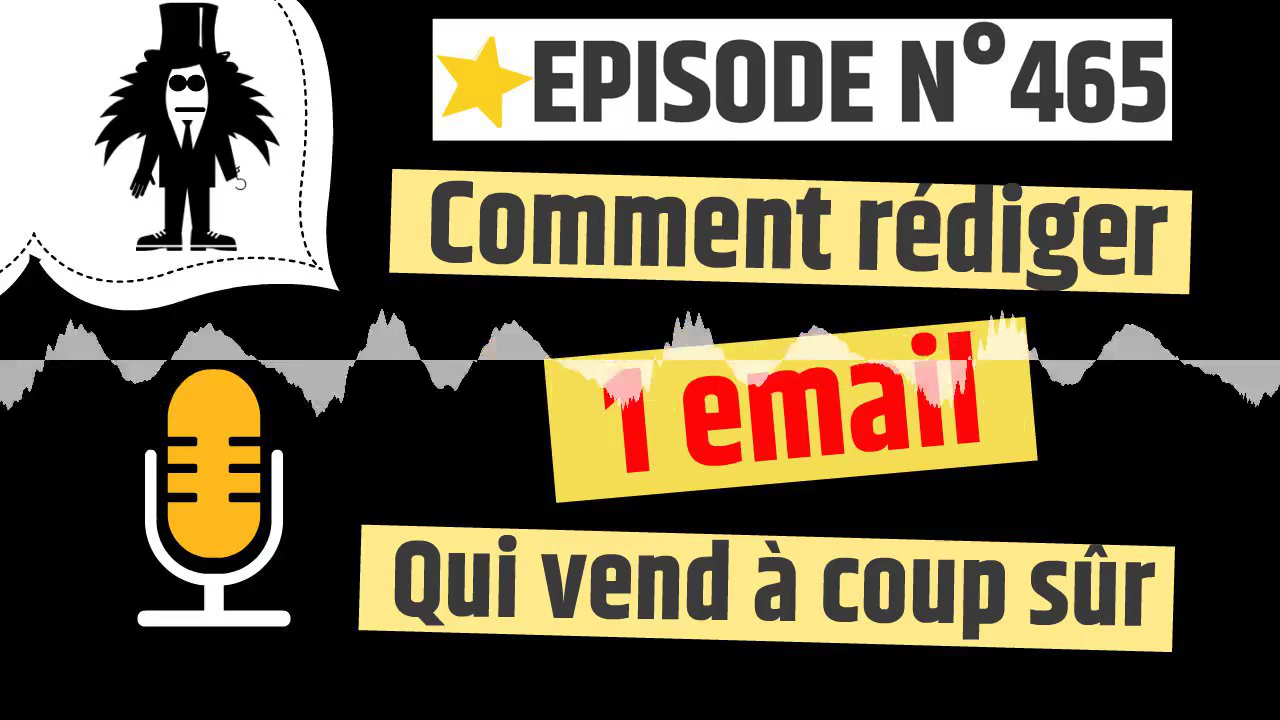 EPISODE N°465
Comment rédiger
1 email
Qui vend à coup sûr